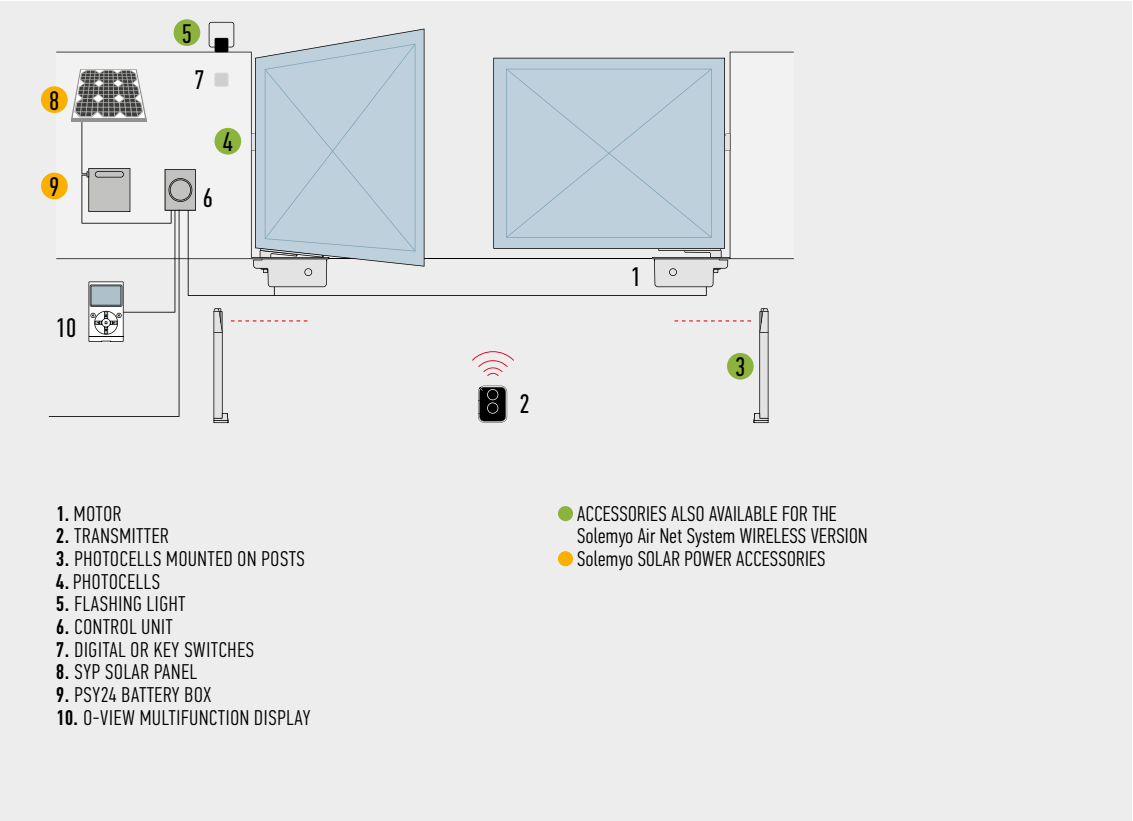 5
7
8
4
9
6
1
10
3
2
1. MOTOR
2. TRANSMITTER
3. PHOTOCELLS MOUNTED ON POSTS
4. PHOTOCELLS
5. FLASHING LIGHT
6. CONTROL UNIT
7. DIGITAL OR KEY SWITCHES
8. SYP SOLAR PANEL
9. PSY24 BATTERY BOX
10. O-VIEW MULTIFUNCTION DISPLAY
ACCESSORIES ALSO AVAILABLE FOR THE
Solemyo Air Net System WIRELESS VERSION
Solemyo SOLAR POWER ACCESSORIES